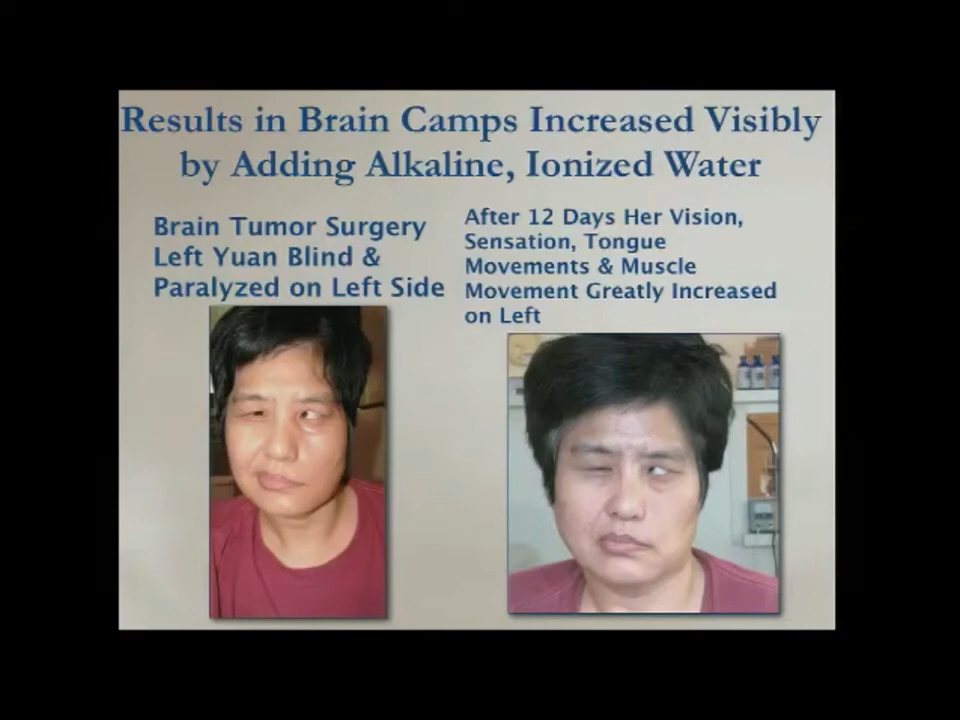 Results in Brain Camps Increased Visibly
by Adding Alkaline, Ionized Water
Brain Tumor Surgery
Left Yuan Blind &
Paralyzed on Left Side
After 12 Days Her Vision,
Sensation, Tongue
Movements & Muscle
Movement Greatly Increased
on Left